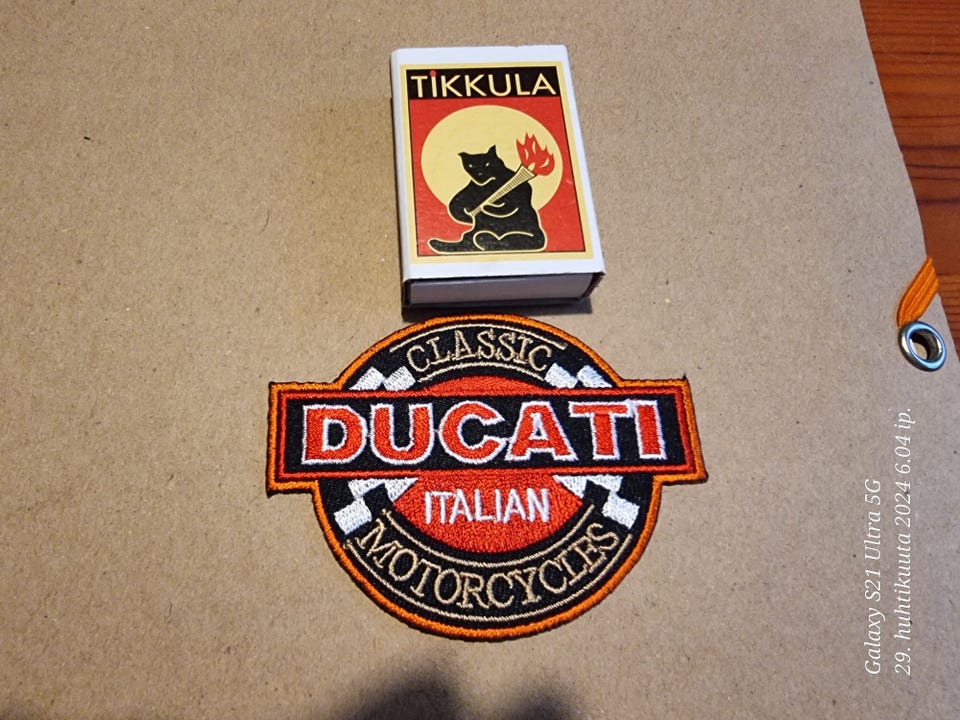 TiKKULA
CLASSIC
DUCATI
ITALIAN
MOTORCYCLES
Galaxy S21 Ultra 5G
29. huhtikuuta 2024 6.04 ip.